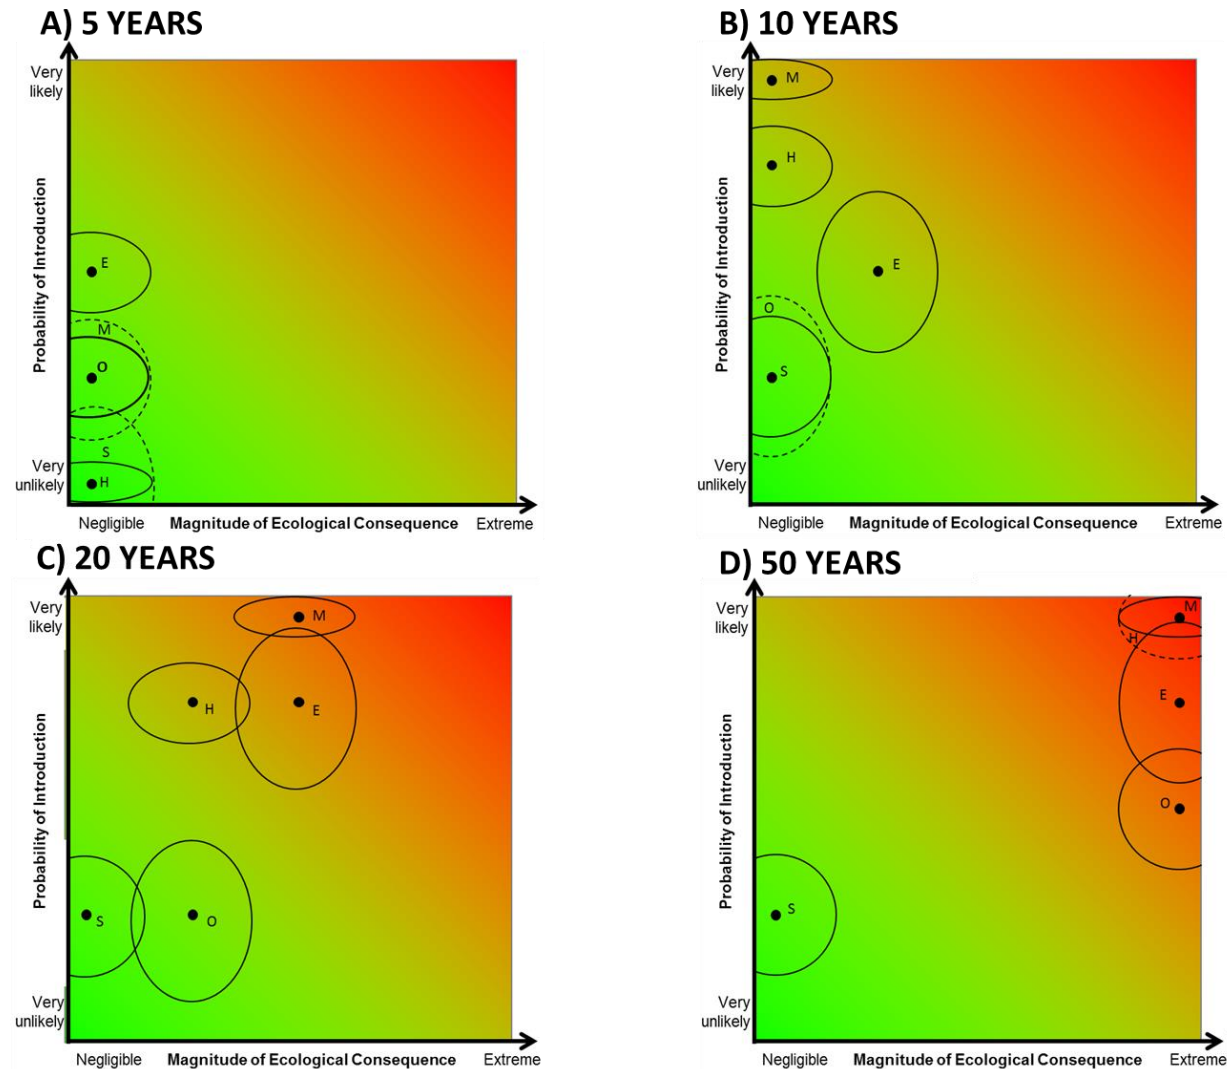 A) 5 YEARS
Very
likely
Probability of Introduction
E
M
O
S
H
Very
unlikely
Negligible Magnitude of Ecological Consequence Extreme
B) 10 YEARS
Very
likely
Probability of Introduction
M
H
E
O
S
Very
unlikely
Negligible Magnitude of Ecological Consequence Extreme
C) 20 YEARS
Very
likely
Probability of Introduction
M
H
E
S
O
Very
unlikely
Negligible Magnitude of Ecological Consequence Extreme
D) 50 YEARS
Very
likely
Probability of Introduction
M
H
E
O
S
Very
unlikely
Negligible Magnitude of Ecological Consequence Extreme